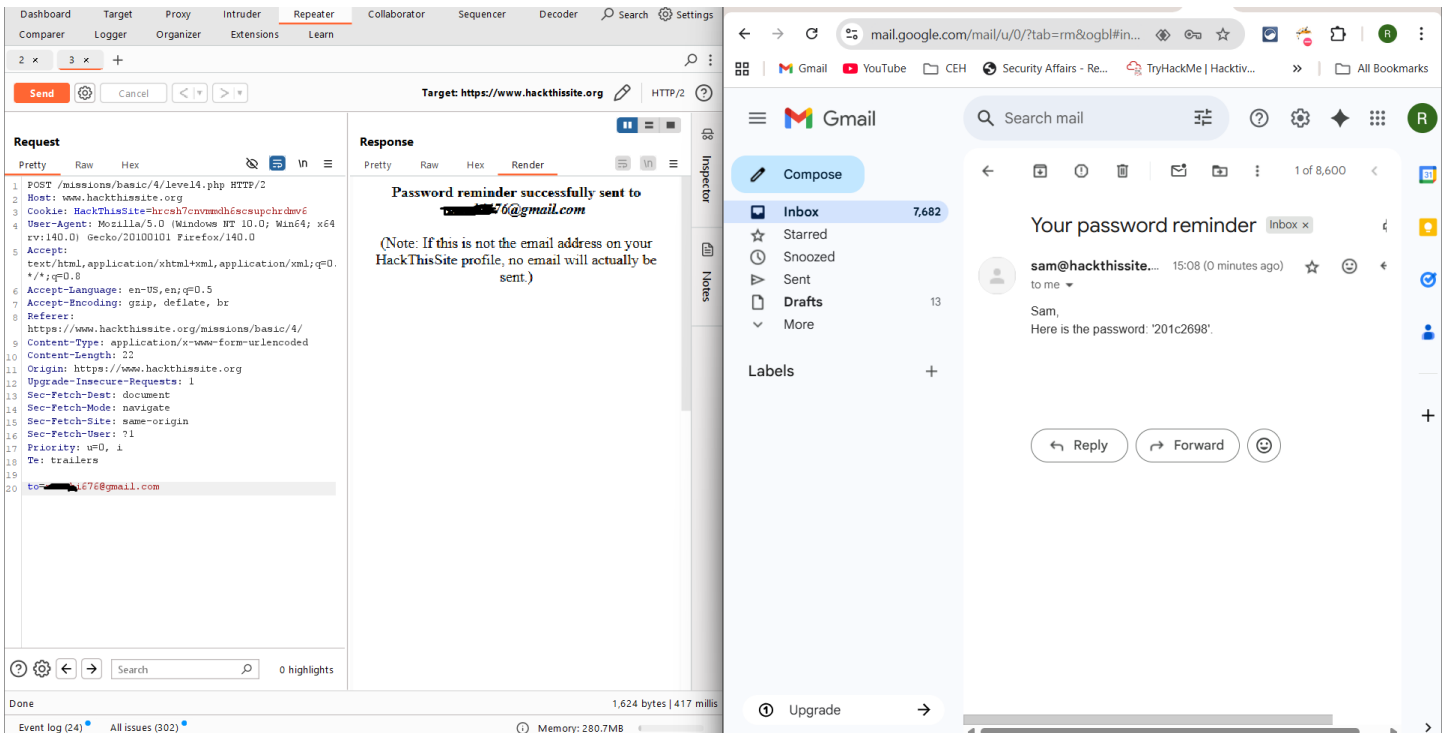 Dashboard Target Proxy Intruder Repeater Collaborator Sequencer Decoder Search Settings
Comparer Logger Organizer Extensions Learn
2 × 3 × +
Send Cancel < > Target: https://www.hackthissite.org HTTP/2
Request
Pretty Raw Hex \n
1 POST /missions/basic/4/level4.php HTTP/2
2 Host: www.hackthissite.org
3 Cookie: HackThisSite=hrcsh7cnvmmdh6scsupchrdmv6
4 User-Agent: Mozilla/5.0 (Windows NT 10.0; Win64; x64
rv:140.0) Gecko/20100101 Firefox/140.0
5 Accept:
text/html,application/xhtml+xml,application/xml;q=0.
*/*;q=0.8
6 Accept-Language: en-US,en;q=0.5
7 Accept-Encoding: gzip, deflate, br
8 Referer:
https://www.hackthissite.org/missions/basic/4/
9 Content-Type: application/x-www-form-urlencoded
10 Content-Length: 22
11 Origin: https://www.hackthissite.org
12 Upgrade-Insecure-Requests: 1
13 Sec-Fetch-Dest: document
14 Sec-Fetch-Mode: navigate
15 Sec-Fetch-Site: same-origin
16 Sec-Fetch-User: ?1
17 Priority: u=0, i
18 Te: trailers
19
20 to= i676@gmail.com
Search 0 highlights
Response
Pretty Raw Hex Render \n
Password reminder successfully sent to
76@gmail.com
(Note: If this is not the email address on your
HackThisSite profile, no email will actually be
sent.)
Inspector
Notes
Done 1,624 bytes | 417 millis
Event log (24) All issues (302) Memory: 280.7MB
mail.google.com/mail/u/0/?tab=rm&ogbl#in... R
Gmail YouTube CEH Security Affairs - Re... TryHackMe | Hacktiv... » All Bookmarks
Gmail Search mail R
Compose
Inbox 7,682
Starred
Snoozed
Sent
Drafts 13
More
Labels +
Upgrade
1 of 8,600
31
Your password reminder Inbox ×
sam@hackthissite.... 15:08 (0 minutes ago)
to me
Sam,
Here is the password: '201c2698'.
Reply Forward